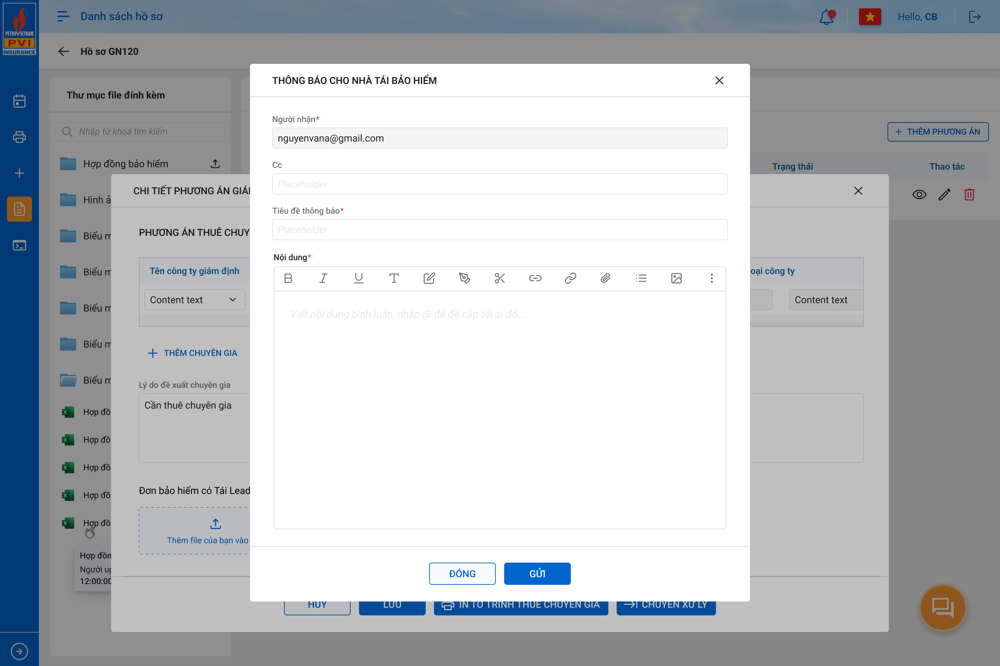 PETROVIETNAM
PVI
INSURANCE
Danh sách hồ sơ
Hello, CB
Hồ sơ GN120
Thư mục file đính kèm
Nhập từ khoá tìm kiếm
Hợp đồng bảo hiểm
Hình ả
Biểu m
Biểu m
Biểu m
Biểu m
Biểu m
Hợp đồ
Hợp đồ
Hợp đồ
Hợp đồ
Hợp đồ
Hợp đồn
Người up
12:00:00
THÊM PHƯƠNG ÁN
Trạng thái
Thao tác
CHI TIẾT PHƯƠNG ÁN GIÁ
PHƯƠNG ÁN THUÊ CHUY
Tên công ty giám định
oại công ty
Content text
Content text
THÊM CHUYÊN GIA
Lý do đề xuất chuyên gia
Cần thuê chuyên gia
Đơn bảo hiểm có Tái Lead
Thêm file của bạn vào
HỦY
LƯU
IN TỜ TRÌNH THUÊ CHUYÊN GIA
CHUYỂN XỬ LÝ
THÔNG BÁO CHO NHÀ TÁI BẢO HIỂM
Người nhận*
nguyenvana@gmail.com
Cc
Placeholder
Tiêu đề thông báo*
Placeholder
Nội dung*
Viết nội dung bình luân, nhập @ để đề cập tới ai đó...
ĐÓNG
GỬI